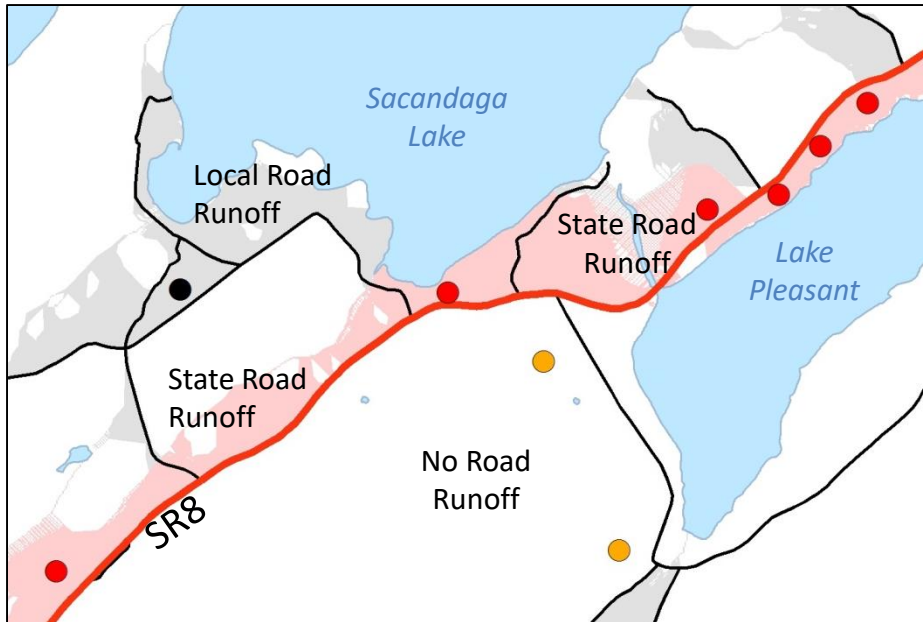 Sacandaga
Lake
Local Road
Runoff
State Road
Runoff
Lake
Pleasant
State Road
Runoff
No Road
Runoff
SR8